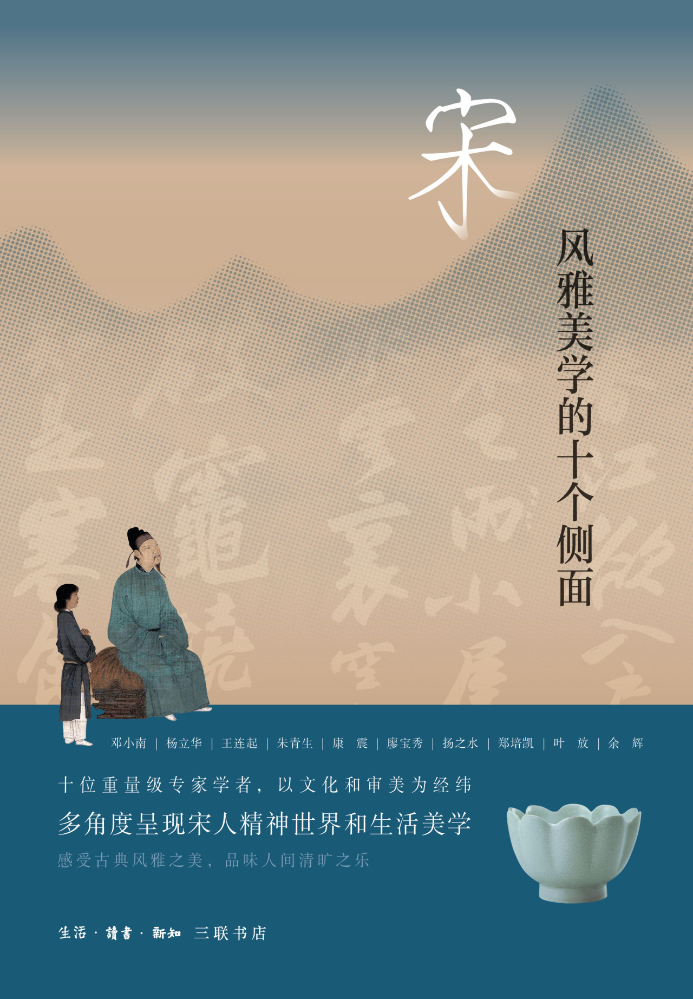 宋
风雅美学的十个侧面
邓小南 | 杨立华 | 王连起 | 朱青生 | 康 震 | 廖宝秀 | 扬之水 | 郑培凯 | 叶 放 | 余 辉
十位重量级专家学者，以文化和审美为经纬
多角度呈现宋人精神世界和生活美学
感受古典风雅之美，品味人间清旷之乐
生活·讀書·新知 三联书店